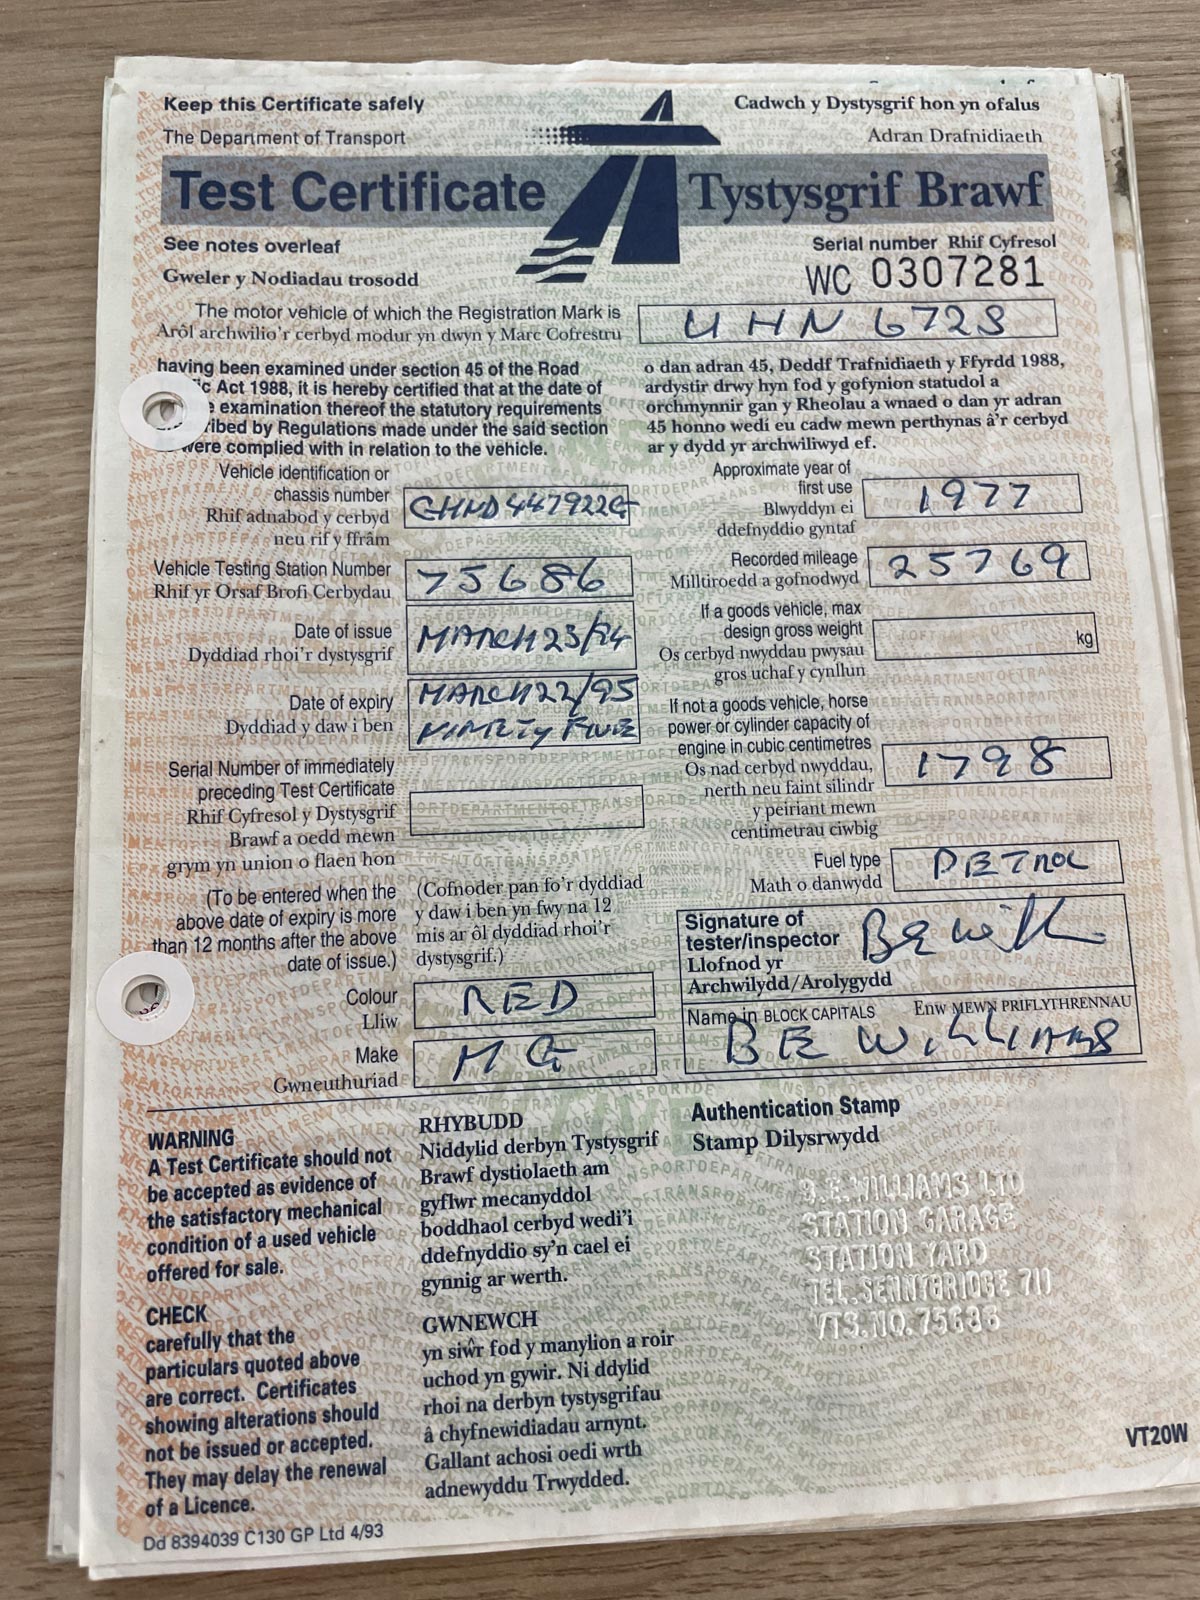 Keep this Certificate safely
Cadwch y Dystysgrif hon yn ofalus
The Department of Transport
Adran Drafnidiaeth
Test Certificate
Tystysgrif Brawf
See notes overleaf
Gweler y Nodiadau trosodd
Serial number Rhif Cyfresol
WC 0307281
The motor vehicle of which the Registration Mark is
Arôl archwilio'r cerbyd modur yn dwyn y Marc Cofrestru
UHN 672S
having been examined under section 45 of the Road
ic Act 1988, it is hereby certified that at the date of
e examination thereof the statutory requirements
ribed by Regulations made under the said section
were complied with in relation to the vehicle.
o dan adran 45, Deddf Trafnidiaeth y Ffyrdd 1988,
ardystir drwy hyn fod y gofynion statudol a
orchmynnir gan y Rheolau a wnaed o dan yr adran
45 honno wedi eu cadw mewn perthynas â'r cerbyd
ar y dydd yr archwiliwyd ef.
Vehicle identification or
chassis number
Rhif adnabod y cerbyd
neu rif y ffrâm
GHND447922G
Approximate year of
first use
Blwyddyn ei
ddefnyddio gyntaf
1977
Vehicle Testing Station Number
Rhif yr Orsaf Brofi Cerbydau
75686
Recorded mileage
Milltiroedd a gofnodwyd
25769
Date of issue
Dyddiad rhoi'r dystysgrif
MARCH 23/94
If a goods vehicle, max
design gross weight
Os cerbyd nwyddau pwysau
gros uchaf y cynllun
kg
Date of expiry
Dyddiad y daw i ben
MARCH 22/95
NINETY FIVE
If not a goods vehicle, horse
power or cylinder capacity of
engine in cubic centimetres
Os nad cerbyd nwyddau,
nerth neu faint silindr
y peiriant mewn
centimetrau ciwbig
1798
Serial Number of immediately
preceding Test Certificate
Rhif Cyfresol y Dystysgrif
Brawf a oedd mewn
grym yn union o flaen hon
Fuel type
Math o danwydd
PETROL
(To be entered when the
above date of expiry is more
than 12 months after the above
date of issue.)
(Cofnoder pan fo'r dyddiad
y daw i ben yn fwy na 12
mis ar ôl dyddiad rhoi'r
dystysgrif.)
Signature of
tester/inspector
Llofnod yr
Archwilydd/Arolygydd
Colour
Lliw
RED
Name in BLOCK CAPITALS
Enw MEWN PRIFLYTHRENNAU
B E WILLIAMS
Make
Gwneuthuriad
MG
WARNING
A Test Certificate should not
be accepted as evidence of
the satisfactory mechanical
condition of a used vehicle
offered for sale.
RHYBUDD
Niddylid derbyn Tystysgrif
Brawf dystiolaeth am
gyflwr mecanyddol
boddhaol cerbyd wedi'i
ddefnyddio sy'n cael ei
gynnig ar werth.
Authentication Stamp
Stamp Dilysrwydd
B.E. WILLIAMS LTD
STATION GARAGE
STATION YARD
TEL. SENNYBRIDGE 711
VTS. NO. 75686
CHECK
carefully that the
particulars quoted above
are correct. Certificates
showing alterations should
not be issued or accepted.
They may delay the renewal
of a Licence.
GWNEWCH
yn siŵr fod y manylion a roir
uchod yn gywir. Ni ddylid
rhoi na derbyn tystysgrifau
â chyfnewidiadau arnynt.
Gallant achosi oedi wrth
adnewyddu Trwydded.
VT20W
Dd 8394039 C130 GP Ltd 4/93